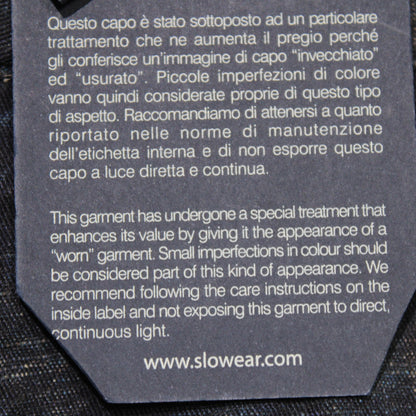 Questo capo è stato sottoposto ad un particolare
trattamento che ne aumenta il pregio perché
gli conferisce un'immagine di capo “invecchiato”
ed “usurato”. Piccole imperfezioni di colore
vanno quindi considerate proprie di questo tipo
di aspetto. Raccomandiamo di attenersi a quanto
riportato nelle norme di manutenzione
dell'etichetta interna e di non esporre questo
capo a luce diretta e continua.
This garment has undergone a special treatment that
enhances its value by giving it the appearance of a
“worn” garment. Small imperfections in colour should
be considered part of this kind of appearance. We
recommend following the care instructions on the
inside label and not exposing this garment to direct,
continuous light.
www.slowear.com